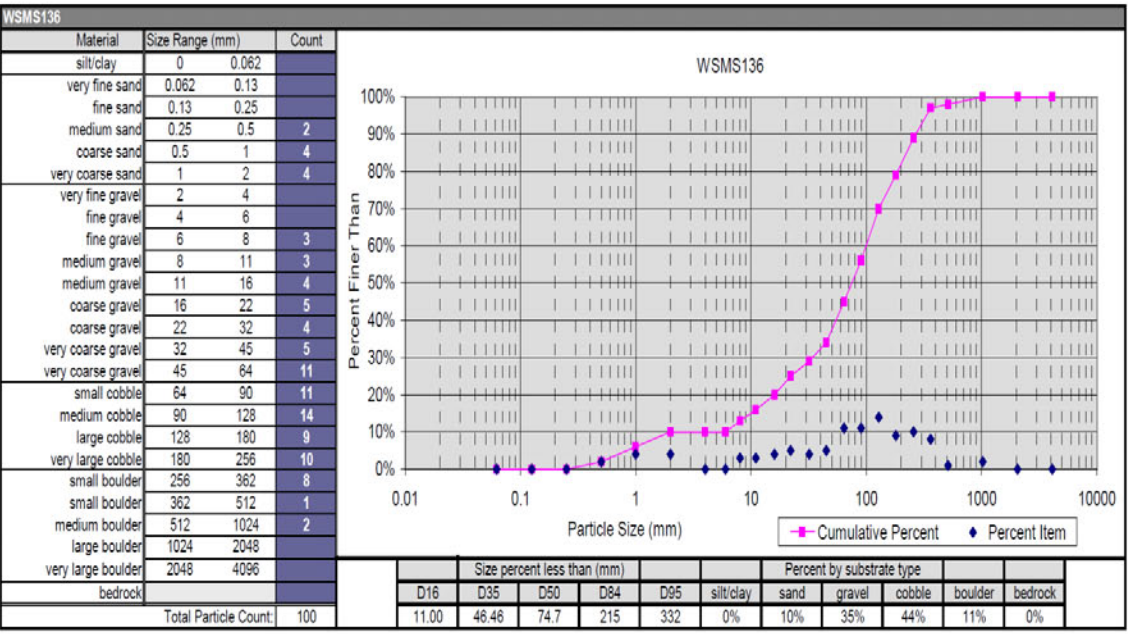 WSMS136
Material Size Range (mm) Count
silt/clay 0 0.062
very fine sand 0.062 0.13
fine sand 0.13 0.25
medium sand 0.25 0.5 2
coarse sand 0.5 1 4
very coarse sand 1 2 4
very fine gravel 2 4
fine gravel 4 6
fine gravel 6 8 3
medium gravel 8 11 3
medium gravel 11 16 4
coarse gravel 16 22 5
coarse gravel 22 32 4
very coarse gravel 32 45 5
very coarse gravel 45 64 11
small cobble 64 90 11
medium cobble 90 128 14
large cobble 128 180 9
very large cobble 180 256 10
small boulder 256 362 8
small boulder 362 512 1
medium boulder 512 1024 2
large boulder 1024 2048
very large boulder 2048 4096
bedrock
Total Particle Count: 100
WSMS136
Percent Finer Than
100%
90%
80%
70%
60%
50%
40%
30%
20%
10%
0%
0.01 0.1 1 10 100 1000 10000
Particle Size (mm)
Cumulative Percent Percent Item
Size percent less than (mm) Percent by substrate type
D16 D35 D50 D84 D95 silt/clay sand gravel cobble boulder bedrock
11.00 46.46 74.7 215 332 0% 10% 35% 44% 11% 0%